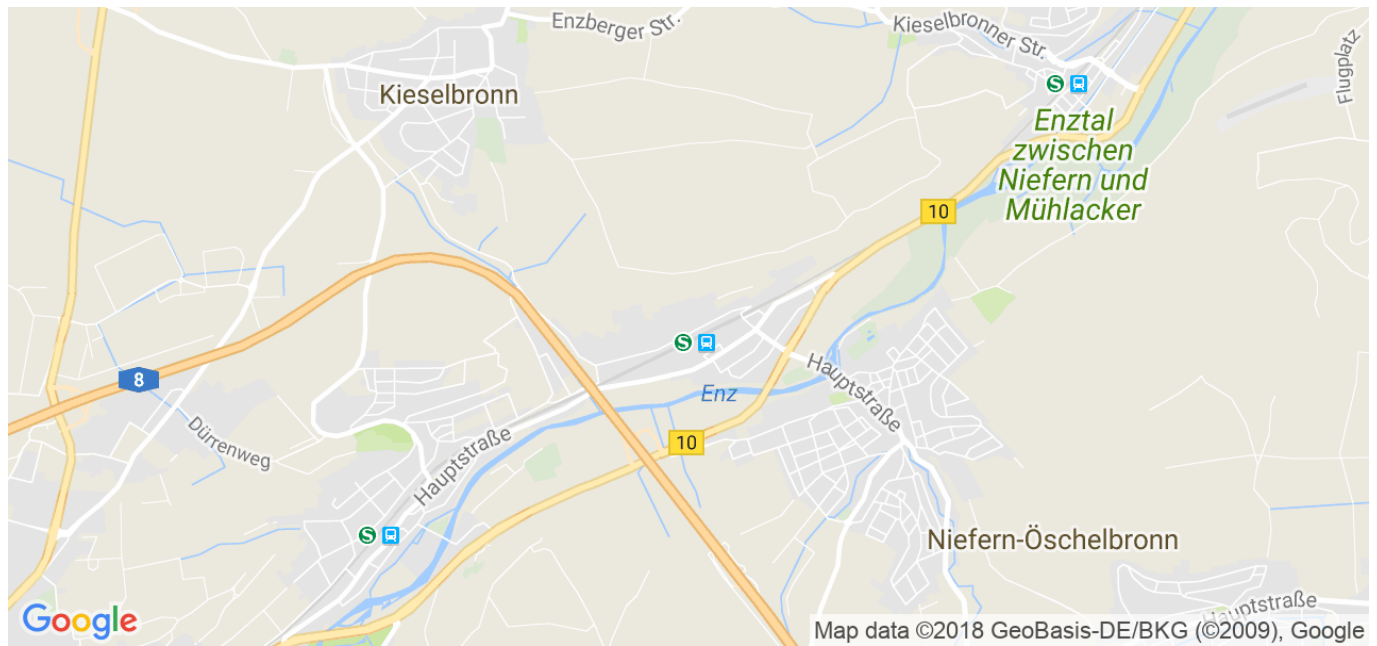 Enzberger Str.
Kieselbronner Str.
Flugplatz
Kieselbronn
S
Enztal
zwischen
Niefern und
Mühlacker
10
S
8
Hauptstraße
Enz
Dürrenweg
Hauptstraße
10
S
Niefern-Öschelbronn
Hauptstraße
Google
Map data ©2018 GeoBasis-DE/BKG (©2009), Google